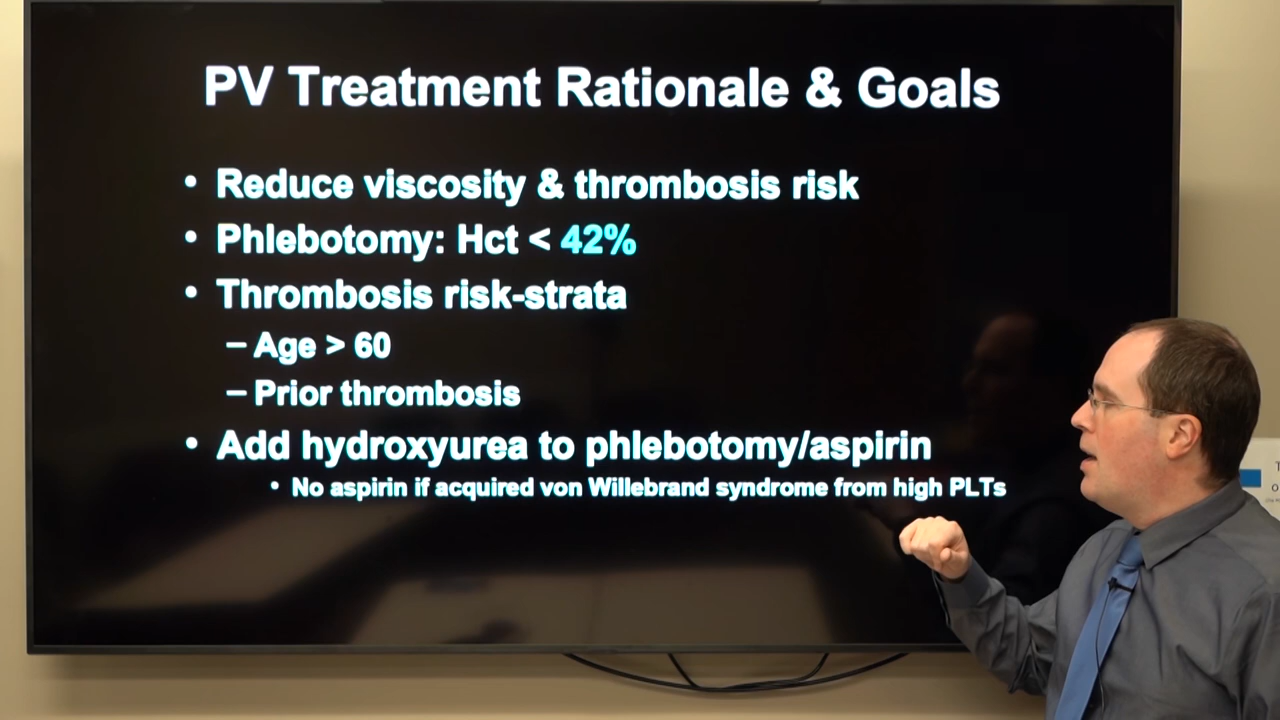 PV Treatment Rationale & Goals
• Reduce viscosity & thrombosis risk
• Phlebotomy: Hct < 42%
• Thrombosis risk-strata
– Age > 60
– Prior thrombosis
• Add hydroxyurea to phlebotomy/aspirin
• No aspirin if acquired von Willebrand syndrome from high PLTs